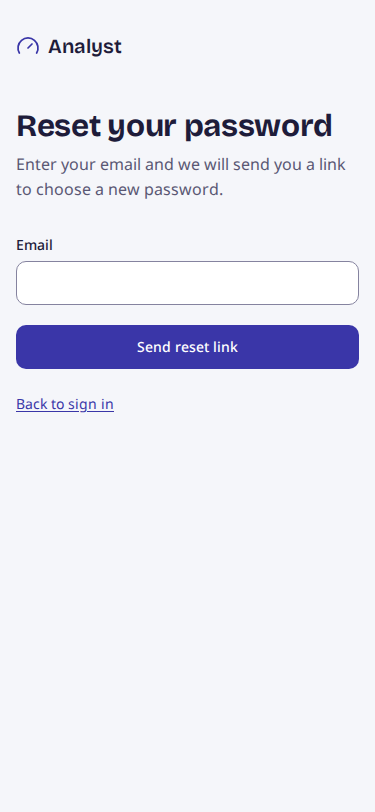 Analyst
Reset your password
Enter your email and we will send you a link
to choose a new password.
Email
Send reset link
Back to sign in